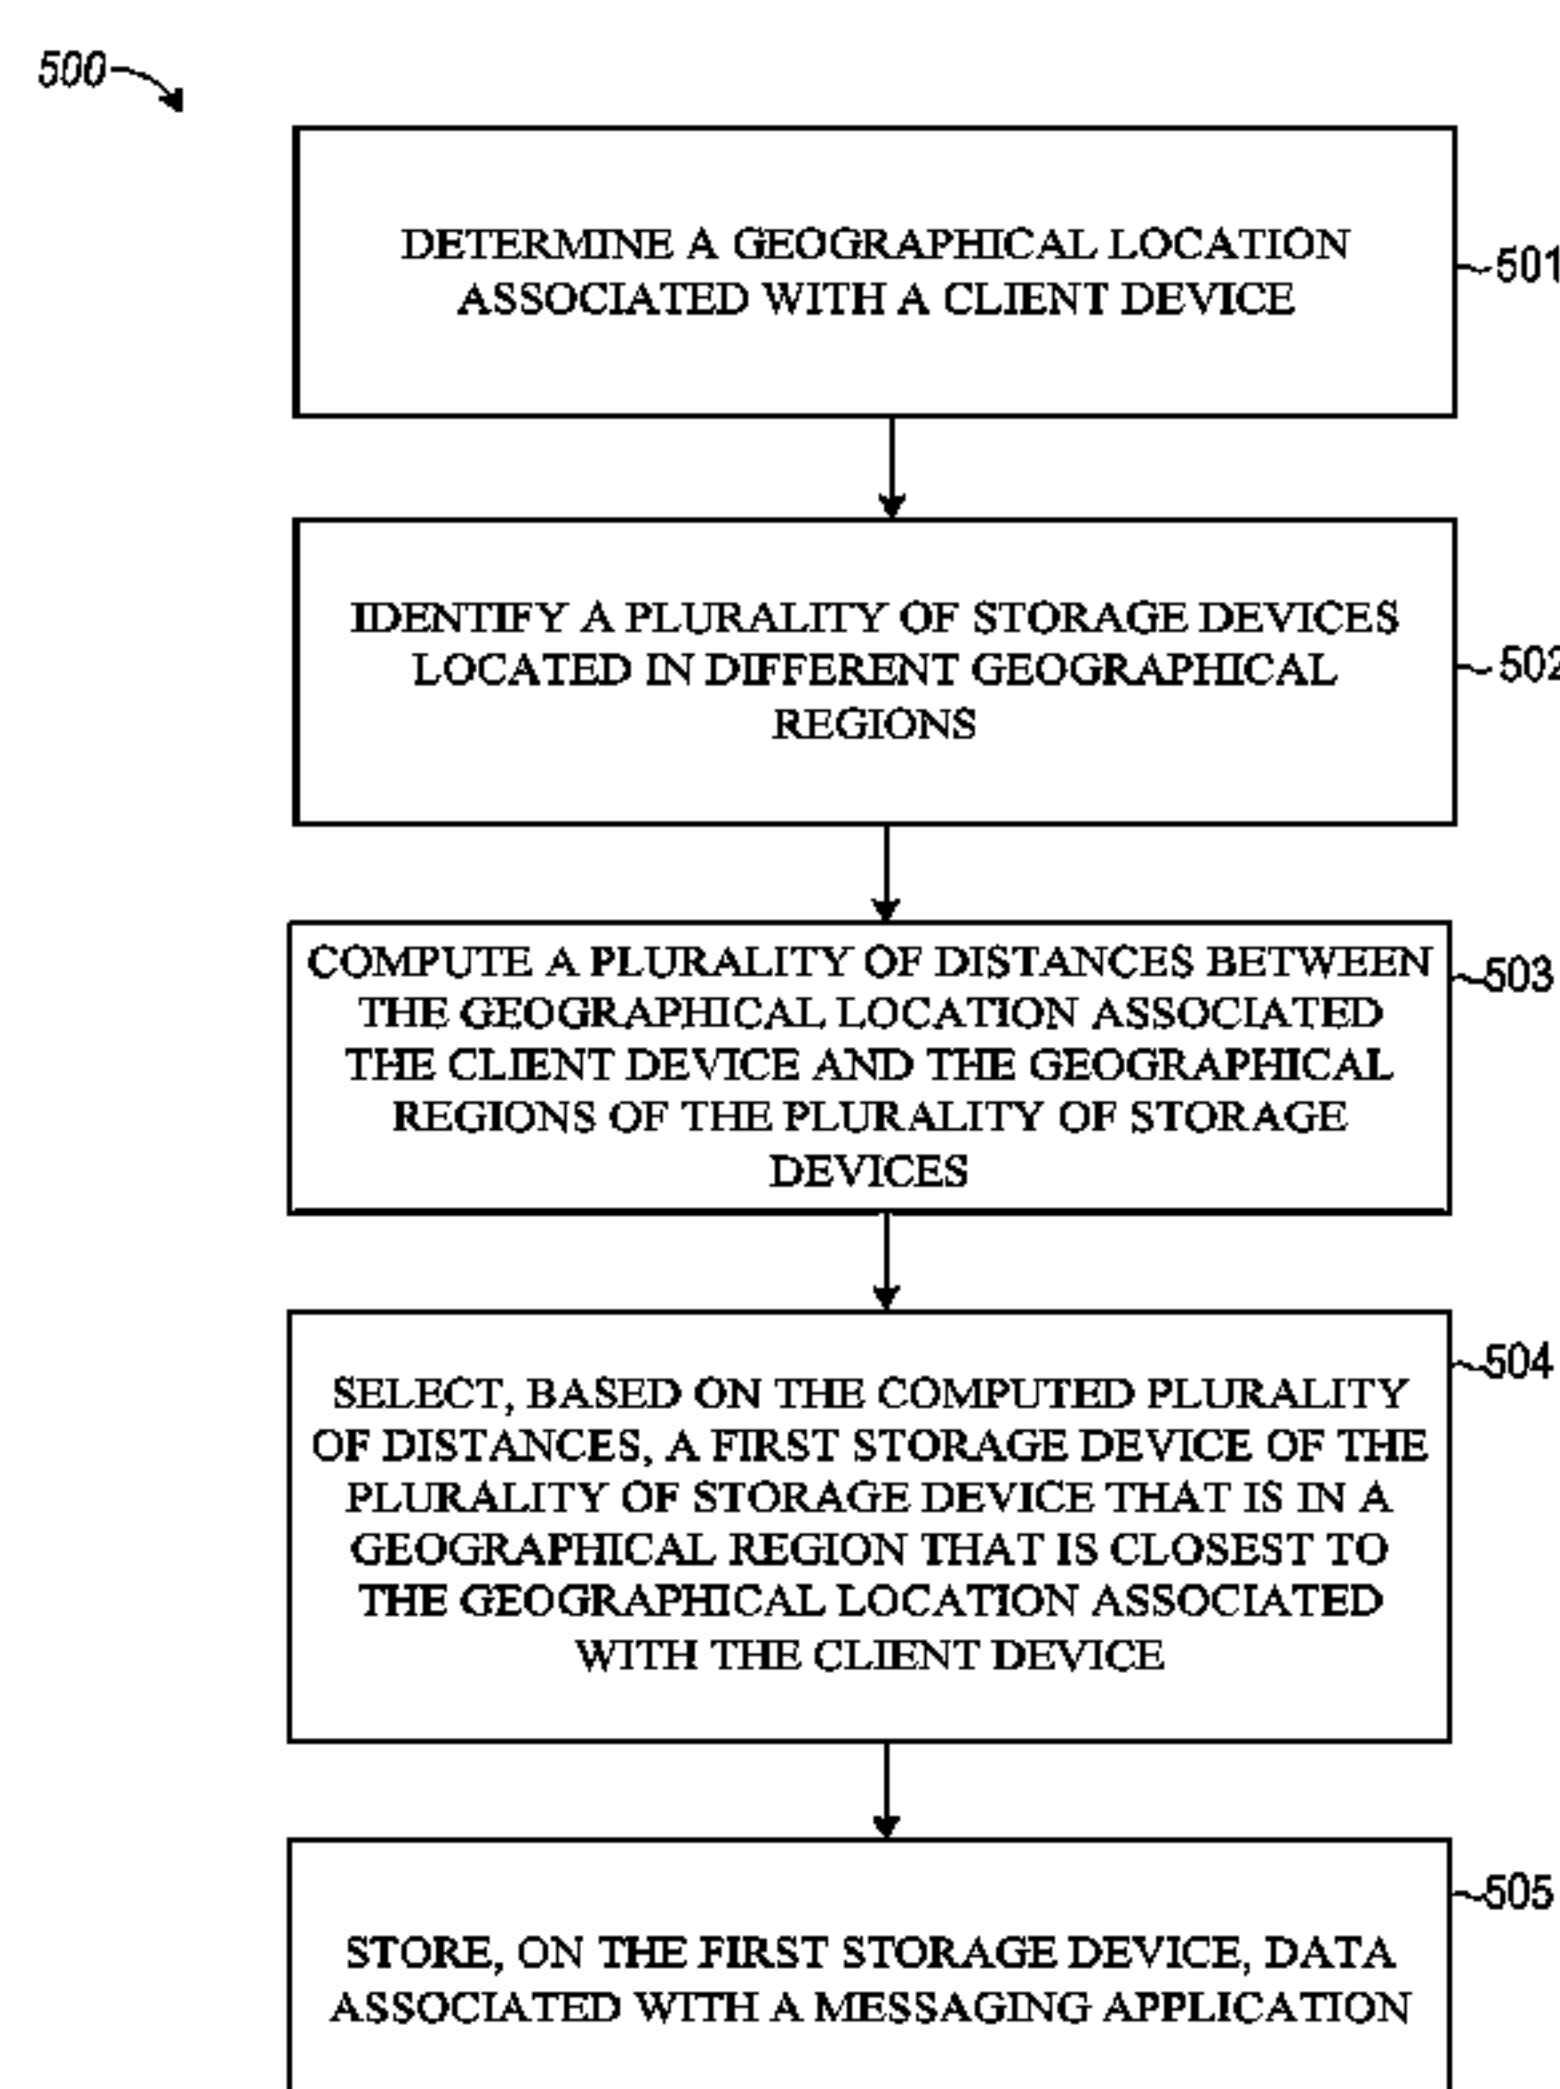 500
DETERMINE A GEOGRAPHICAL LOCATION
ASSOCIATED WITH A CLIENT DEVICE
501
IDENTIFY A PLURALITY OF STORAGE DEVICES
LOCATED IN DIFFERENT GEOGRAPHICAL
REGIONS
502
COMPUTE A PLURALITY OF DISTANCES BETWEEN
THE GEOGRAPHICAL LOCATION ASSOCIATED
THE CLIENT DEVICE AND THE GEOGRAPHICAL
REGIONS OF THE PLURALITY OF STORAGE
DEVICES
503
SELECT, BASED ON THE COMPUTED PLURALITY
OF DISTANCES, A FIRST STORAGE DEVICE OF THE
PLURALITY OF STORAGE DEVICE THAT IS IN A
GEOGRAPHICAL REGION THAT IS CLOSEST TO
THE GEOGRAPHICAL LOCATION ASSOCIATED
WITH THE CLIENT DEVICE
504
STORE, ON THE FIRST STORAGE DEVICE, DATA
ASSOCIATED WITH A MESSAGING APPLICATION
505